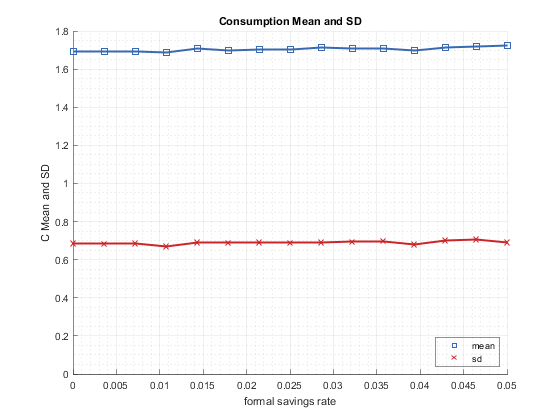 Consumption Mean and SD
1.8
1.6
1.4
1.2
1
0.8
0.6
0.4
0.2
0
C Mean and SD
mean
sd
0 0.005 0.01 0.015 0.02 0.025 0.03 0.035 0.04 0.045 0.05
formal savings rate